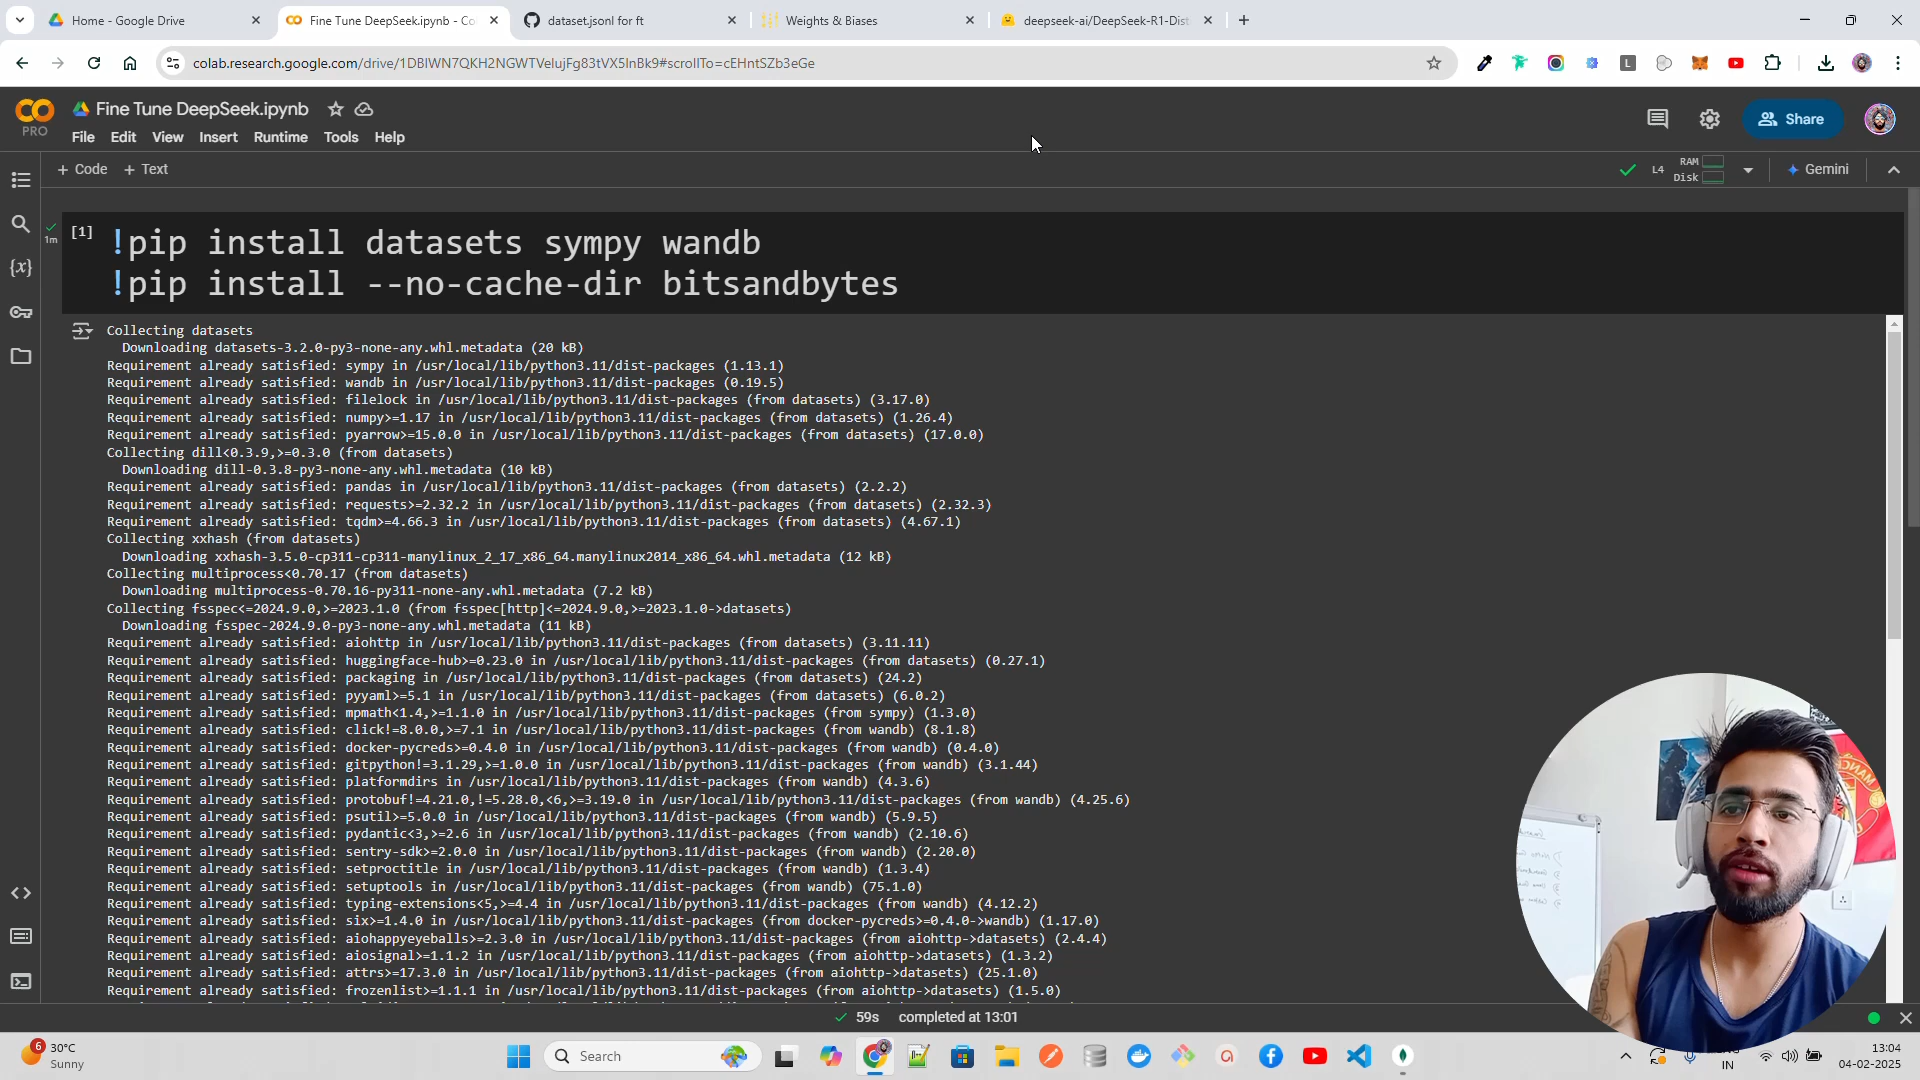 Home - Google Drive
Fine Tune DeepSeek.ipynb - Co
dataset.jsonl for ft
Weights & Biases
deepseek-ai/DeepSeek-R1-Dist
colab.research.google.com/drive/1DBIWN7QKH2NGWTVelujFg83tVX5InBk9#scrollTo=cEHntSZb3eGe
PRO
Fine Tune DeepSeek.ipynb
Share
File Edit View Insert Runtime Tools Help
+ Code + Text
L4
RAM
Disk
Gemini
1m
[1]
!pip install datasets sympy wandb
!pip install --no-cache-dir bitsandbytes
Collecting datasets
Downloading datasets-3.2.0-py3-none-any.whl.metadata (20 kB)
Requirement already satisfied: sympy in /usr/local/lib/python3.11/dist-packages (1.13.1)
Requirement already satisfied: wandb in /usr/local/lib/python3.11/dist-packages (0.19.5)
Requirement already satisfied: filelock in /usr/local/lib/python3.11/dist-packages (from datasets) (3.17.0)
Requirement already satisfied: numpy>=1.17 in /usr/local/lib/python3.11/dist-packages (from datasets) (1.26.4)
Requirement already satisfied: pyarrow>=15.0.0 in /usr/local/lib/python3.11/dist-packages (from datasets) (17.0.0)
Collecting dill<0.3.9,>=0.3.0 (from datasets)
Downloading dill-0.3.8-py3-none-any.whl.metadata (10 kB)
Requirement already satisfied: pandas in /usr/local/lib/python3.11/dist-packages (from datasets) (2.2.2)
Requirement already satisfied: requests>=2.32.2 in /usr/local/lib/python3.11/dist-packages (from datasets) (2.32.3)
Requirement already satisfied: tqdm>=4.66.3 in /usr/local/lib/python3.11/dist-packages (from datasets) (4.67.1)
Collecting xxhash (from datasets)
Downloading xxhash-3.5.0-cp311-cp311-manylinux_2_17_x86_64.manylinux2014_x86_64.whl.metadata (12 kB)
Collecting multiprocess<0.70.17 (from datasets)
Downloading multiprocess-0.70.16-py311-none-any.whl.metadata (7.2 kB)
Collecting fsspec<=2024.9.0,>=2023.1.0 (from fsspec[http]<=2024.9.0,>=2023.1.0->datasets)
Downloading fsspec-2024.9.0-py3-none-any.whl.metadata (11 kB)
Requirement already satisfied: aiohttp in /usr/local/lib/python3.11/dist-packages (from datasets) (3.11.11)
Requirement already satisfied: huggingface-hub>=0.23.0 in /usr/local/lib/python3.11/dist-packages (from datasets) (0.27.1)
Requirement already satisfied: packaging in /usr/local/lib/python3.11/dist-packages (from datasets) (24.2)
Requirement already satisfied: pyyaml>=5.1 in /usr/local/lib/python3.11/dist-packages (from datasets) (6.0.2)
Requirement already satisfied: mpmath<1.4,>=1.1.0 in /usr/local/lib/python3.11/dist-packages (from sympy) (1.3.0)
Requirement already satisfied: click!=8.0.0,>=7.1 in /usr/local/lib/python3.11/dist-packages (from wandb) (8.1.8)
Requirement already satisfied: docker-pycreds>=0.4.0 in /usr/local/lib/python3.11/dist-packages (from wandb) (0.4.0)
Requirement already satisfied: gitpython!=3.1.29,>=1.0.0 in /usr/local/lib/python3.11/dist-packages (from wandb) (3.1.44)
Requirement already satisfied: platformdirs in /usr/local/lib/python3.11/dist-packages (from wandb) (4.3.6)
Requirement already satisfied: protobuf!=4.21.0,!=5.28.0,<6,>=3.19.0 in /usr/local/lib/python3.11/dist-packages (from wandb) (4.25.6)
Requirement already satisfied: psutil>=5.0.0 in /usr/local/lib/python3.11/dist-packages (from wandb) (5.9.5)
Requirement already satisfied: pydantic<3,>=2.6 in /usr/local/lib/python3.11/dist-packages (from wandb) (2.10.6)
Requirement already satisfied: sentry-sdk>=2.0.0 in /usr/local/lib/python3.11/dist-packages (from wandb) (2.20.0)
Requirement already satisfied: setproctitle in /usr/local/lib/python3.11/dist-packages (from wandb) (1.3.4)
Requirement already satisfied: setuptools in /usr/local/lib/python3.11/dist-packages (from wandb) (75.1.0)
Requirement already satisfied: typing-extensions<5,>=4.4 in /usr/local/lib/python3.11/dist-packages (from wandb) (4.12.2)
Requirement already satisfied: six>=1.4.0 in /usr/local/lib/python3.11/dist-packages (from docker-pycreds>=0.4.0->wandb) (1.17.0)
Requirement already satisfied: aiohappyeyeballs>=2.3.0 in /usr/local/lib/python3.11/dist-packages (from aiohttp->datasets) (2.4.4)
Requirement already satisfied: aiosignal>=1.1.2 in /usr/local/lib/python3.11/dist-packages (from aiohttp->datasets) (1.3.2)
Requirement already satisfied: attrs>=17.3.0 in /usr/local/lib/python3.11/dist-packages (from aiohttp->datasets) (25.1.0)
Requirement already satisfied: frozenlist>=1.1.1 in /usr/local/lib/python3.11/dist-packages (from aiohttp->datasets) (1.5.0)
59s completed at 13:01
6
30°C
Sunny
Search
IN
13:04
04-02-2025